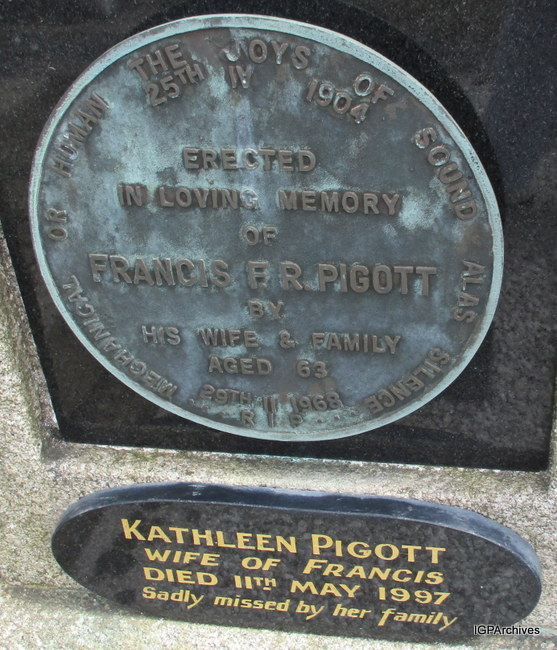 THE JOYS OF SOUND ALAS SILENCE
MECHANICAL OR HUMAN
25TH IV 1904
ERECTED
IN LOVING MEMORY
OF
FRANCIS F. R. PIGOTT
BY
HIS WIFE & FAMILY
AGED 63
29TH II 1968
R I P
KATHLEEN PIGOTT
WIFE OF FRANCIS
DIED 11TH MAY 1997
Sadly missed by her family
IGPArchives